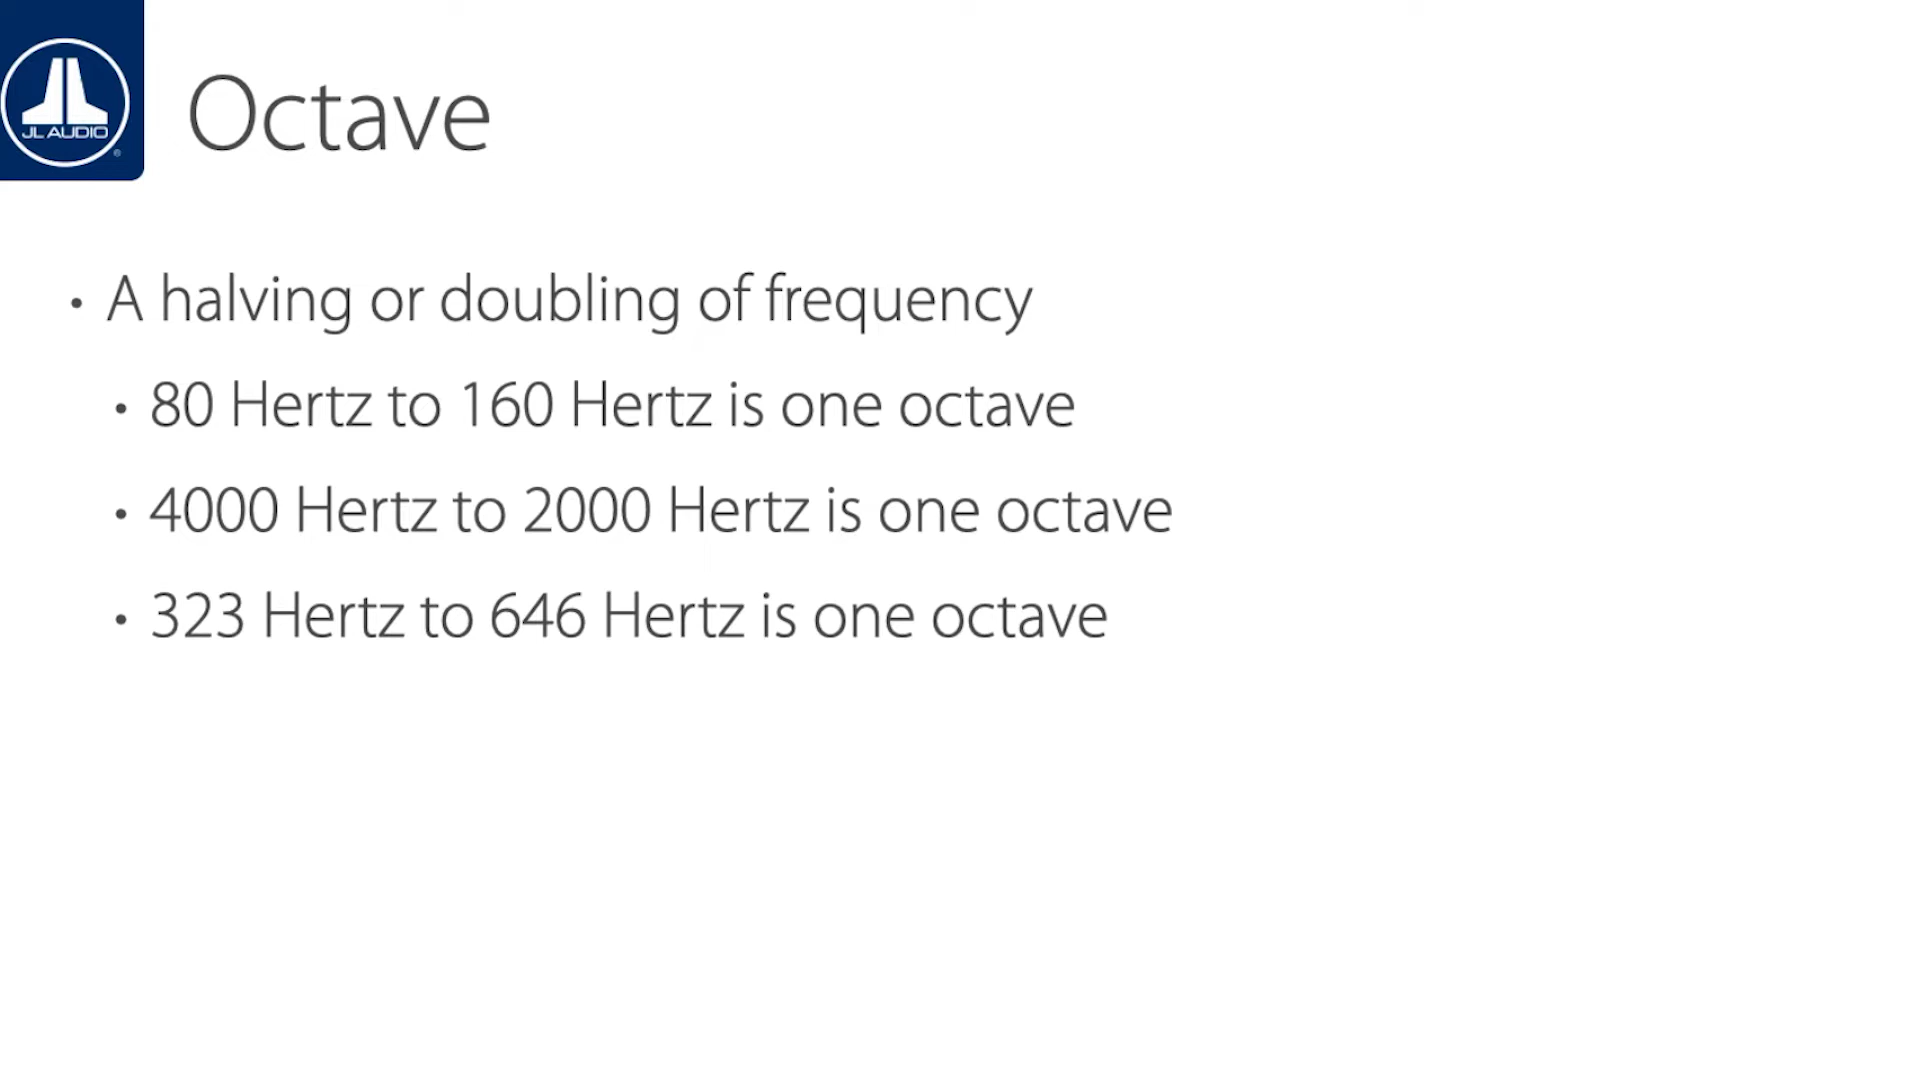 JL AUDIO
Octave
• A halving or doubling of frequency
• 80 Hertz to 160 Hertz is one octave
• 4000 Hertz to 2000 Hertz is one octave
• 323 Hertz to 646 Hertz is one octave